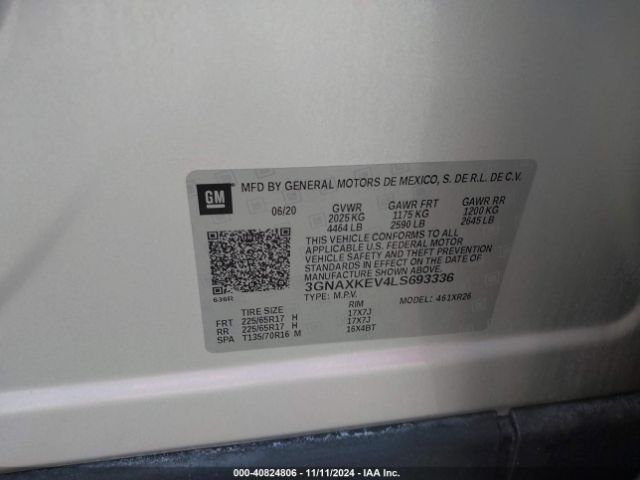 GM
MFD BY GENERAL MOTORS DE MEXICO, S. DE R.L. DE C.V.
06/20 GVWR GAWR FRT GAWR RR
2025 KG 1175 KG 1200 KG
4464 LB 2590 LB 2645 LB
THIS VEHICLE CONFORMS TO ALL
APPLICABLE U.S. FEDERAL MOTOR
VEHICLE SAFETY AND THEFT PREVENTION
STANDARDS IN EFFECT ON THE DATE OF
MANUFACTURE SHOWN ABOVE.
3GNAXKEV4LS693336
636R
TYPE: M.P.V. MODEL: 461XR26
TIRE SIZE RIM
FRT 225/65R17 H 17X7J
RR 225/65R17 H 17X7J
SPA T135/70R16 M 16X4BT
000-40824806 - 11/11/2024 - IAA Inc.